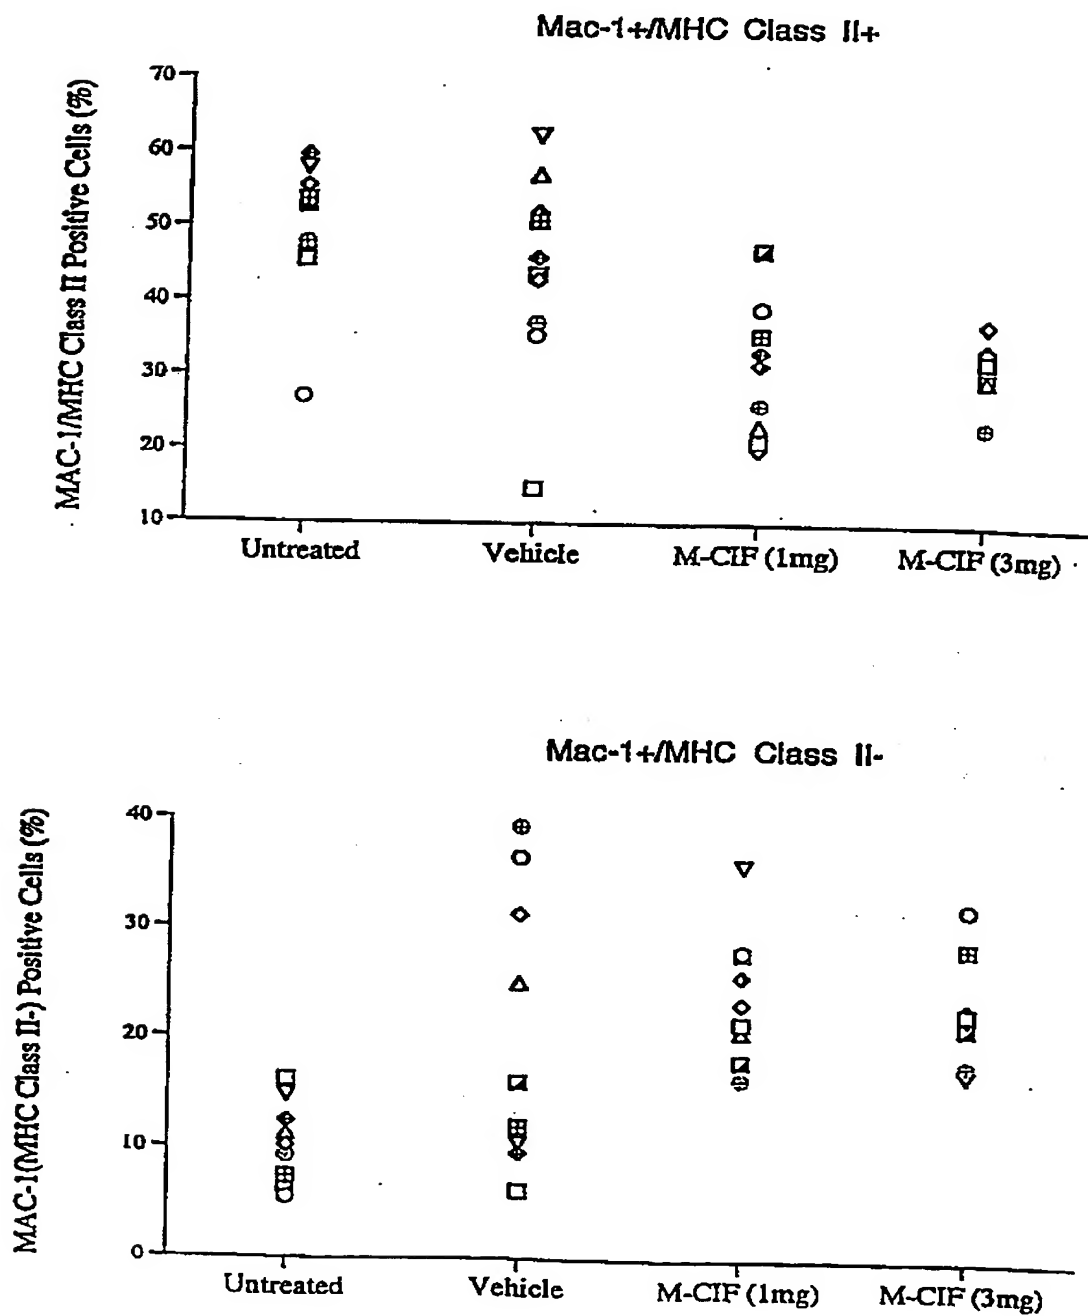 Mac-1+/MHC Class II+
MAC-1/MHC Class II Positive Cells (%)
70
60
50
40
30
20
10
Untreated
Vehicle
M-CIF (1mg)
M-CIF (3mg)
Mac-1+/MHC Class II-
MAC-1(MHC Class II-) Positive Cells (%)
40
30
20
10
0
Untreated
Vehicle
M-CIF (1mg)
M-CIF (3mg)